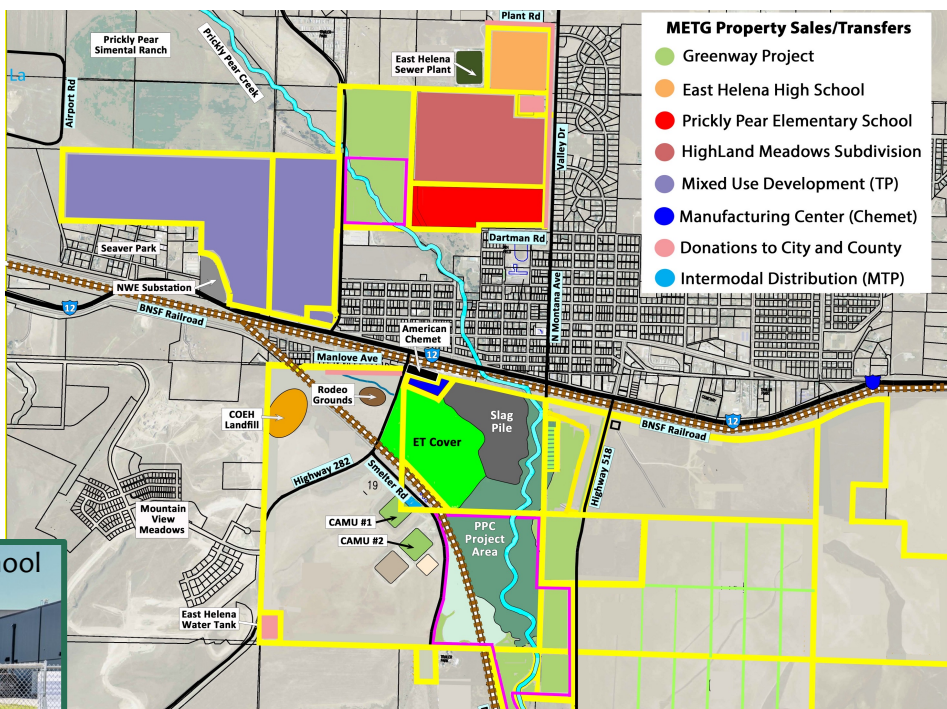 Plant Rd
METG Property Sales/Transfers
Greenway Project
East Helena High School
Prickly Pear Elementary School
HighLand Meadows Subdivision
Mixed Use Development (TP)
Manufacturing Center (Chemet)
Donations to City and County
Intermodal Distribution (MTP)
Prickly Pear
Simental Ranch
Prickly Pear Creek
East Helena
Sewer Plant
La
Airport Rd
Valley Dr
Seaver Park
Dartman Rd
NWE Substation
12
BNSF Railroad
N Montana Ave
American
Chemet
12
Manlove Ave
Rodeo
Grounds
COEH
Landfill
Slag
Pile
ET Cover
12
BNSF Railroad
Highway 282
Smelter Rd
Highway 518
19
CAMU #1
Mountain
View
Meadows
PPC
Project
Area
CAMU #2
hool
East Helena
Water Tank